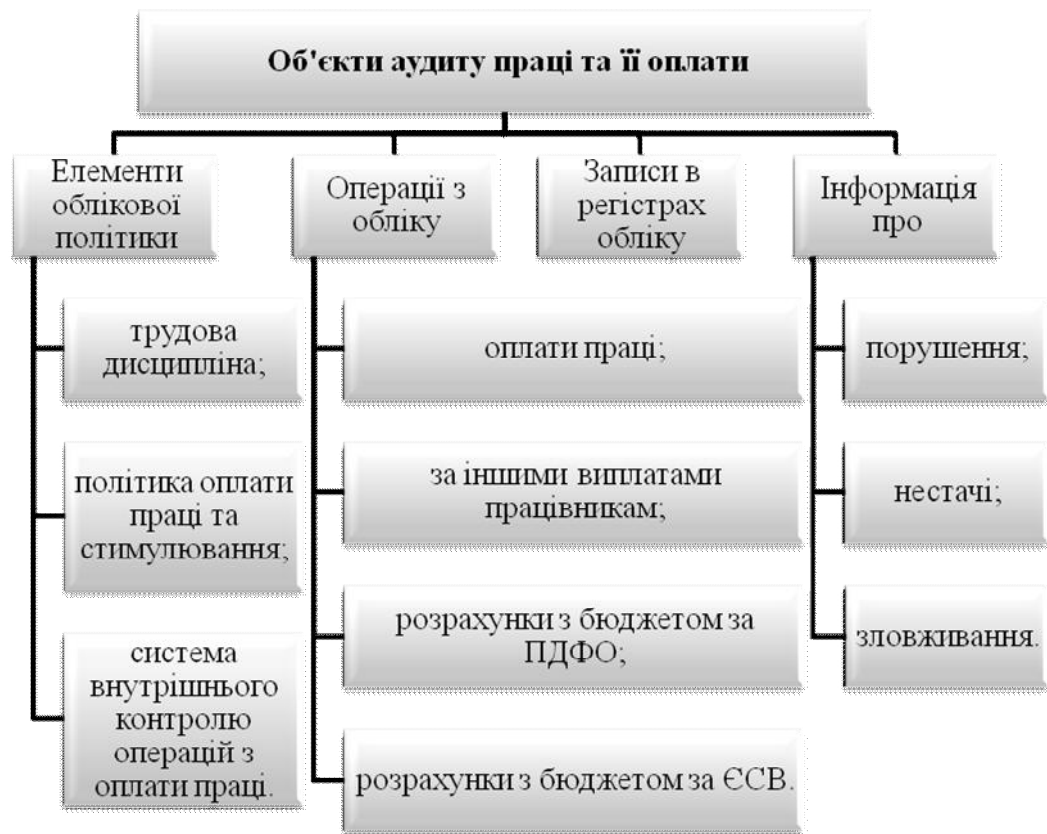 Об'єкти аудиту праці та її оплати
Елементи
облікової
політики
трудова
дисципліна;
політика оплати
праці та
стимулювання;
система
внутрішнього
контролю
операцій з
оплати праці.
Операції з
обліку
оплати праці;
за іншими виплатами
працівникам;
розрахунки з бюджетом за
ПДФО;
розрахунки з бюджетом за ЄСВ.
Записи в
регістрах
обліку
Інформація
про
порушення;
нестачі;
зловживання.